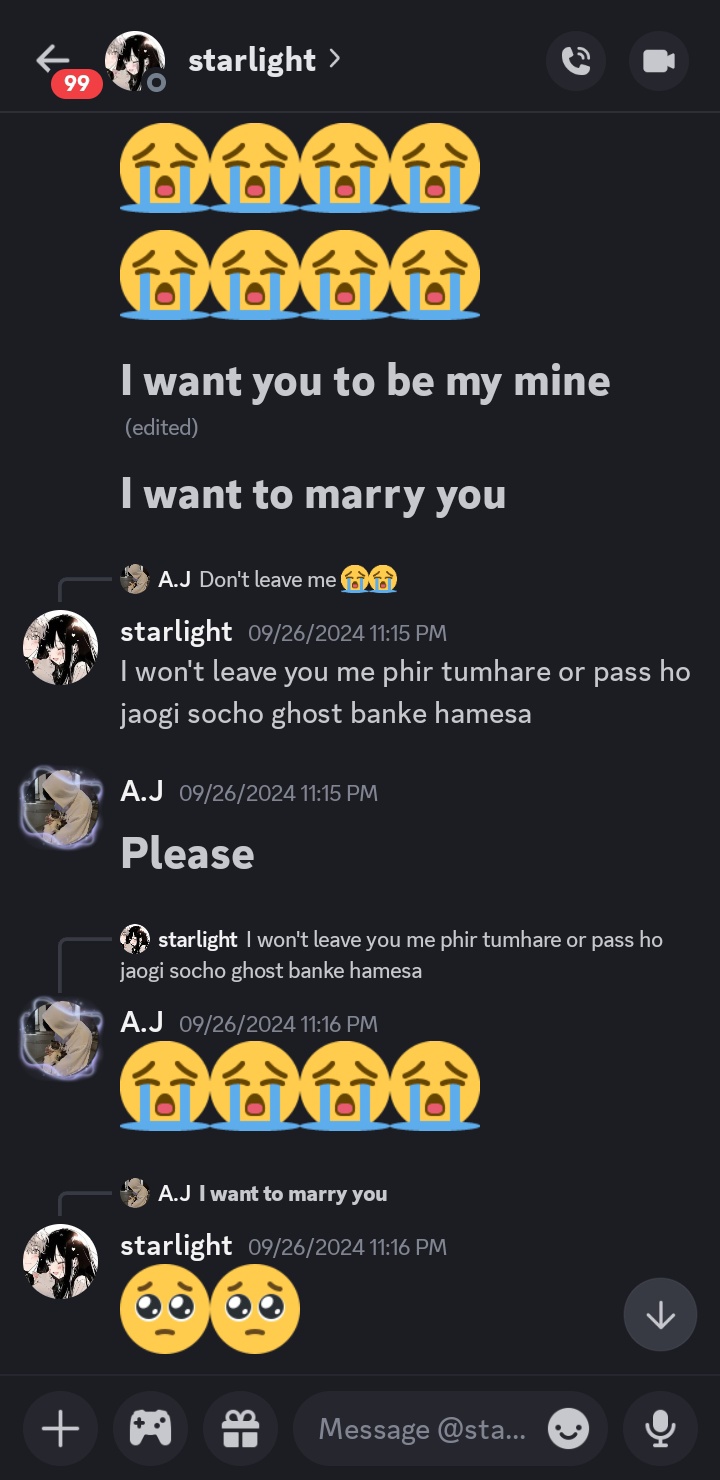 starlight
99
😭😭😭😭
😭😭😭😭
I want you to be my mine
(edited)
I want to marry you
A.J Don't leave me 😭😭
starlight 09/26/2024 11:15 PM
I won't leave you me phir tumhare or pass ho
jaogi socho ghost banke hamesa
A.J 09/26/2024 11:15 PM
Please
starlight I won't leave you me phir tumhare or pass ho
jaogi socho ghost banke hamesa
A.J 09/26/2024 11:16 PM
😭😭😭😭
A.J I want to marry you
starlight 09/26/2024 11:16 PM
🥺🥺
Message @sta...